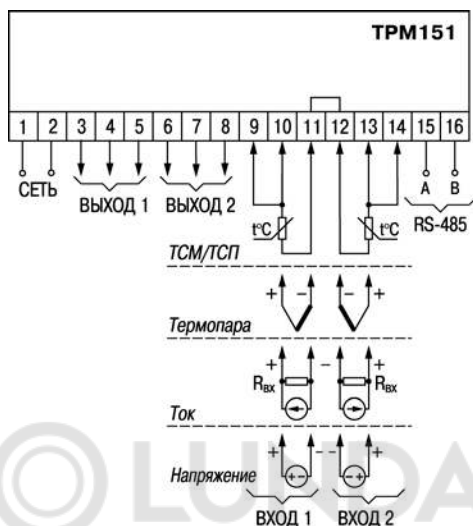 ТРМ151
1 2 3 4 5 6 7 8 9 10 11 12 13 14 15 16
СЕТЬ ВЫХОД 1 ВЫХОД 2 A B
RS-485
t°C t°C
ТСМ/ТСП
+ − − +
Термопара
+ − +
Rвх Rвх
Ток
+ − − +
+ − − +
Напряжение
ВХОД 1 ВХОД 2
LUNDA